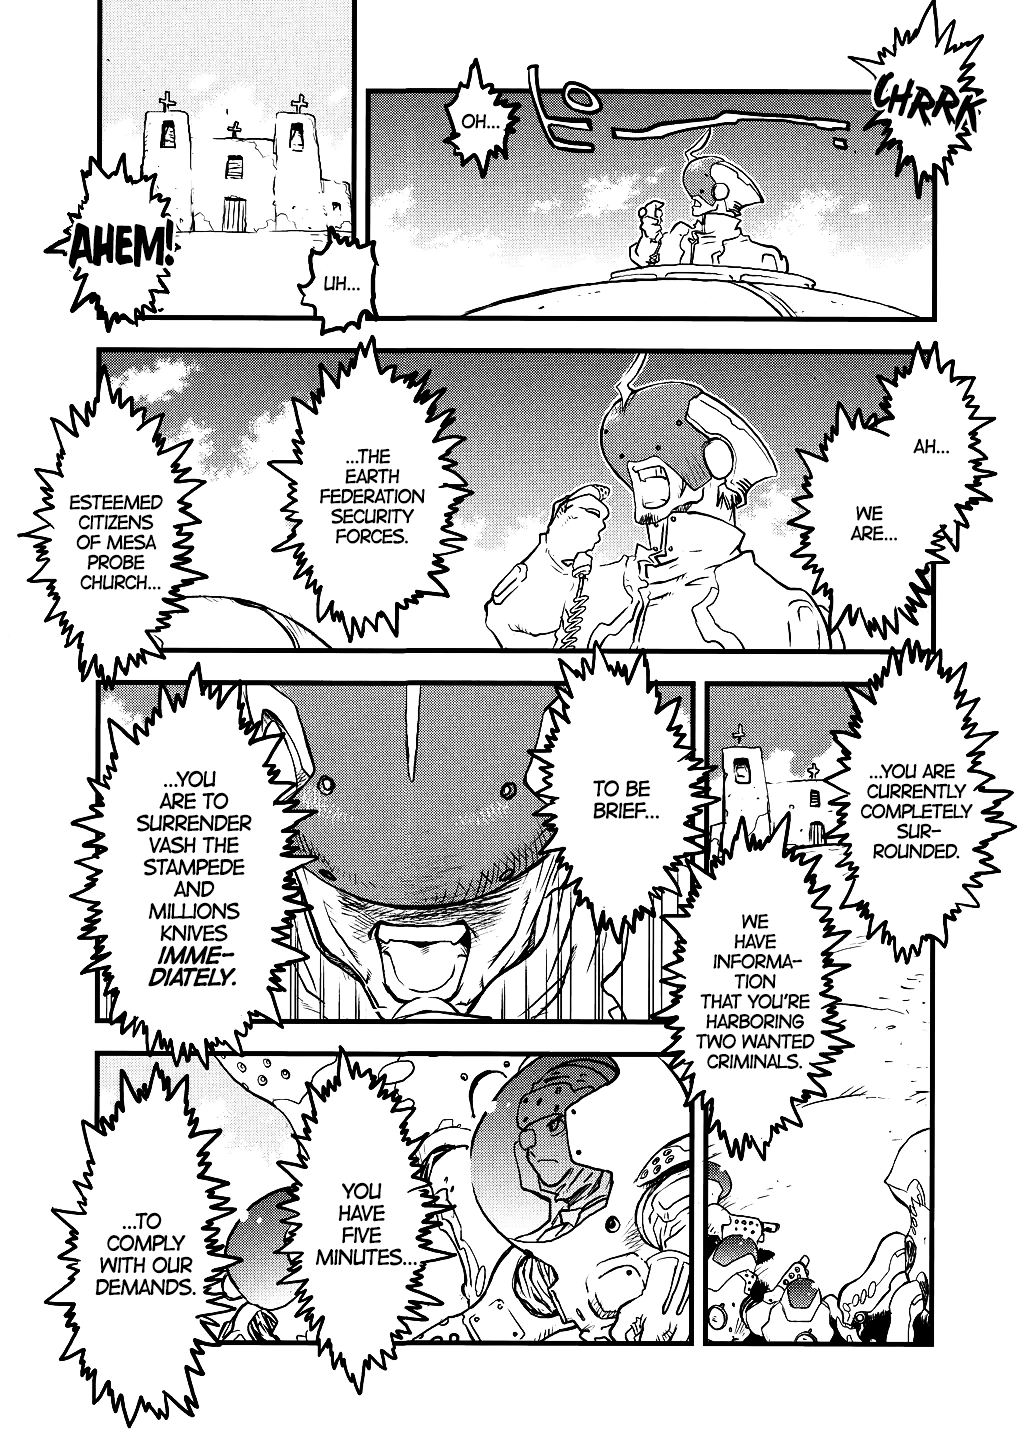 CHRRK
OH...
UH...
AHEM!
AH...
WE
ARE...
...THE
EARTH
FEDERATION
SECURITY
FORCES.
ESTEEMED
CITIZENS
OF MESA
PROBE
CHURCH...
...YOU ARE
CURRENTLY
COMPLETELY
SUR-
ROUNDED.
WE
HAVE
INFORMA-
TION
THAT YOU'RE
HARBORING
TWO WANTED
CRIMINALS.
TO BE
BRIEF...
...YOU
ARE TO
SURRENDER
VASH THE
STAMPEDE
AND
MILLIONS
KNIVES
IMME-
DIATELY.
YOU
HAVE
FIVE
MINUTES...
...TO
COMPLY
WITH OUR
DEMANDS.